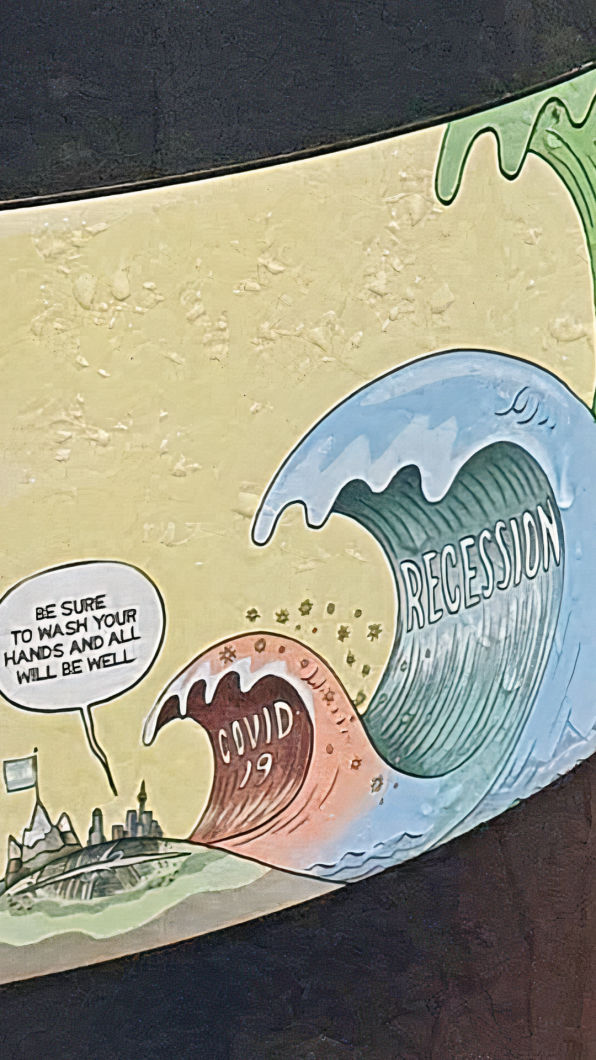 BE SURE
TO WASH YOUR
HANDS AND ALL
WILL BE WELL
COVID
19
RECESSION